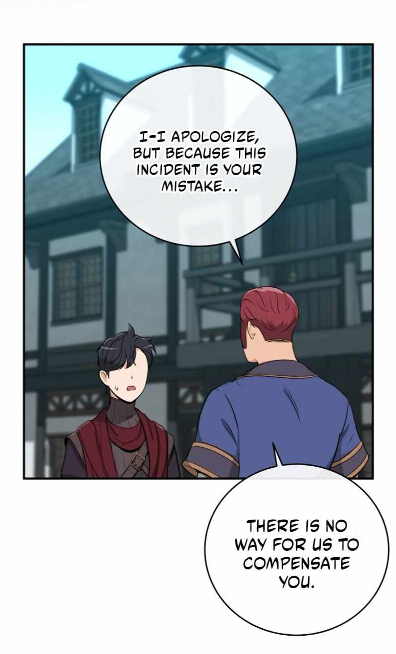 I-I APOLOGIZE,
BUT BECAUSE THIS
INCIDENT IS YOUR
MISTAKE...
THERE IS NO
WAY FOR US TO
COMPENSATE
YOU.